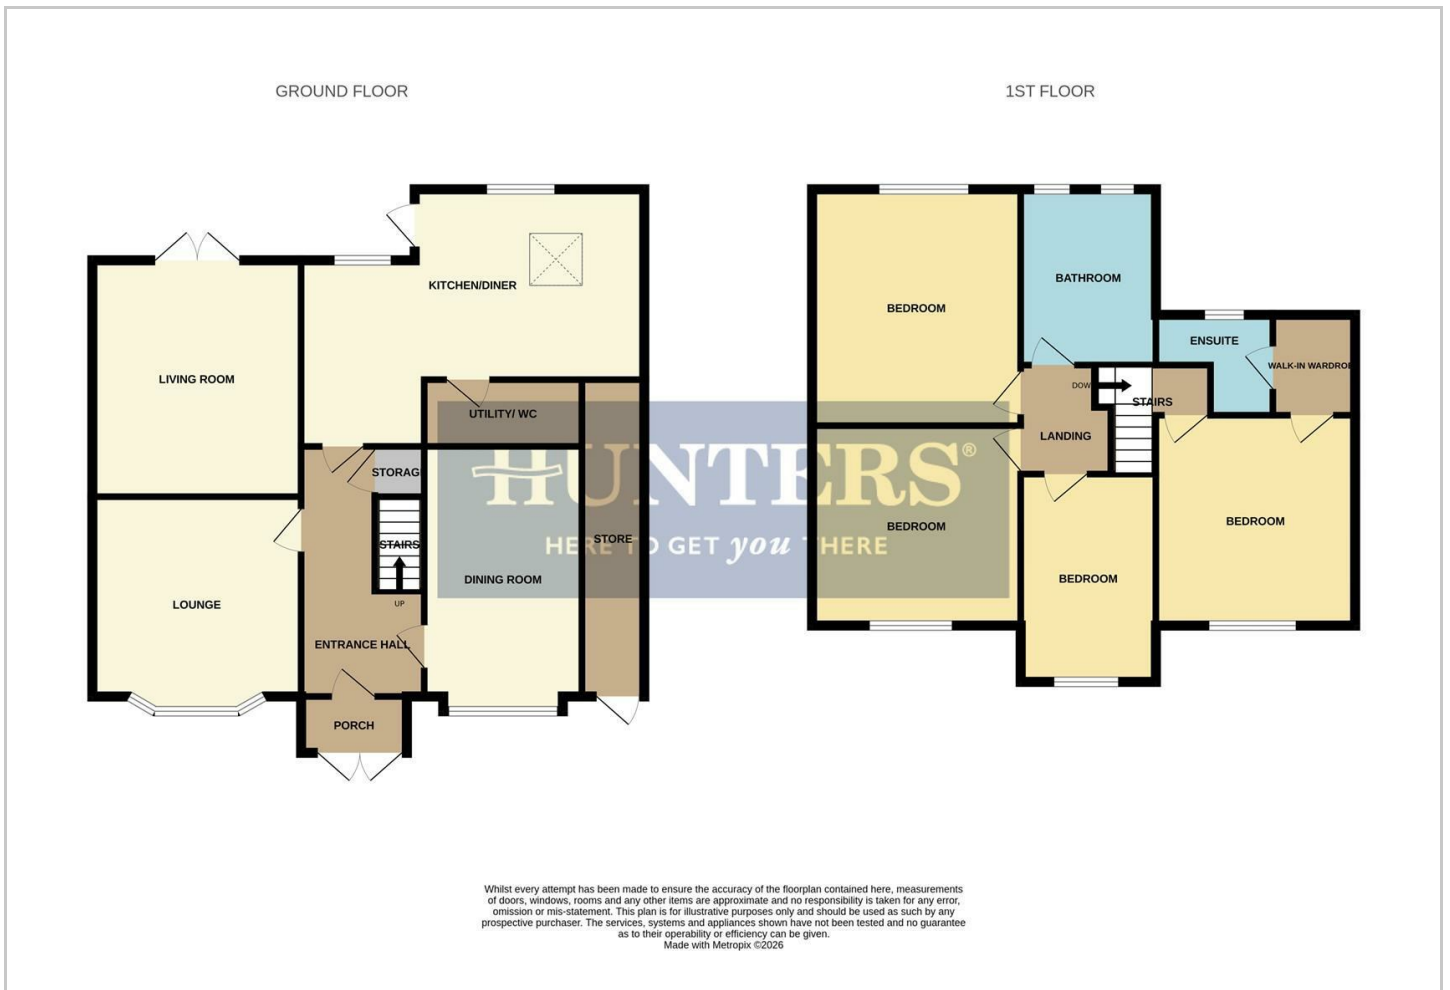 GROUND FLOOR
1ST FLOOR
KITCHEN/DINER
LIVING ROOM
UTILITY/ WC
STORAG
STAIRS
STORE
DINING ROOM
LOUNGE
UP
ENTRANCE HALL
PORCH
BEDROOM
BATHROOM
ENSUITE
WALK-IN WARDROB
DOW
STAIRS
LANDING
BEDROOM
BEDROOM
BEDROOM
HUNTERS®
HERE TO GET you THERE
Whilst every attempt has been made to ensure the accuracy of the floorplan contained here, measurements
of doors, windows, rooms and any other items are approximate and no responsibility is taken for any error,
omission or mis-statement. This plan is for illustrative purposes only and should be used as such by any
prospective purchaser. The services, systems and appliances shown have not been tested and no guarantee
as to their operability or efficiency can be given.
Made with Metropix ©2026